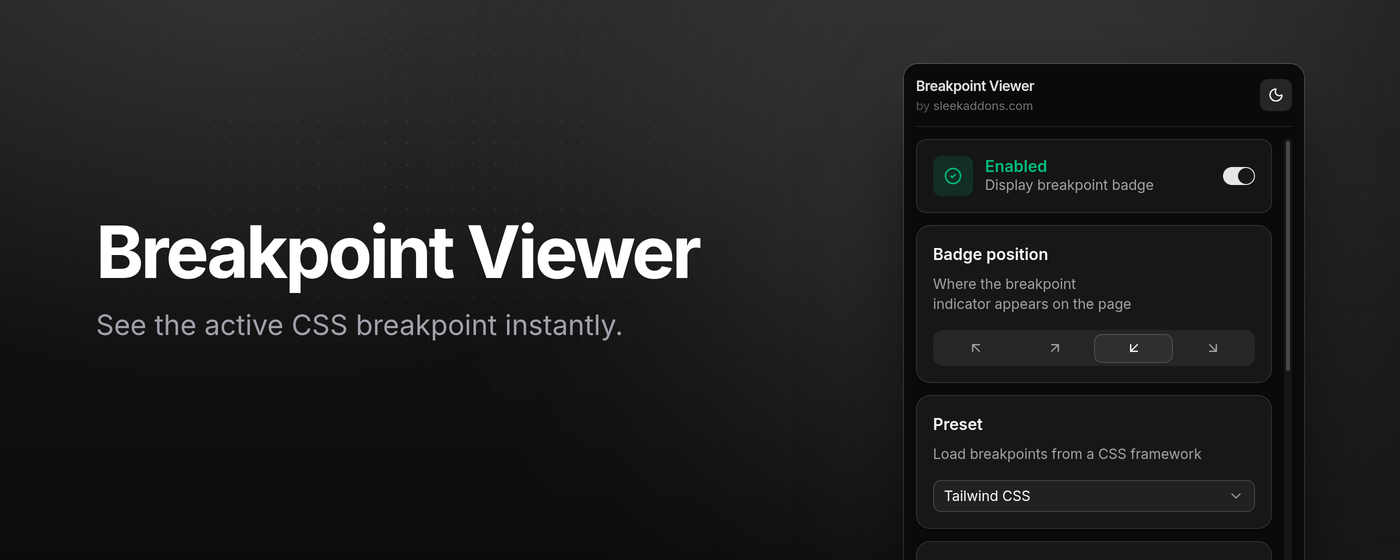 Breakpoint Viewer
See the active CSS breakpoint instantly.
Breakpoint Viewer
by sleekaddons.com
Enabled
Display breakpoint badge
Badge position
Where the breakpoint
indicator appears on the page
Preset
Load breakpoints from a CSS framework
Tailwind CSS